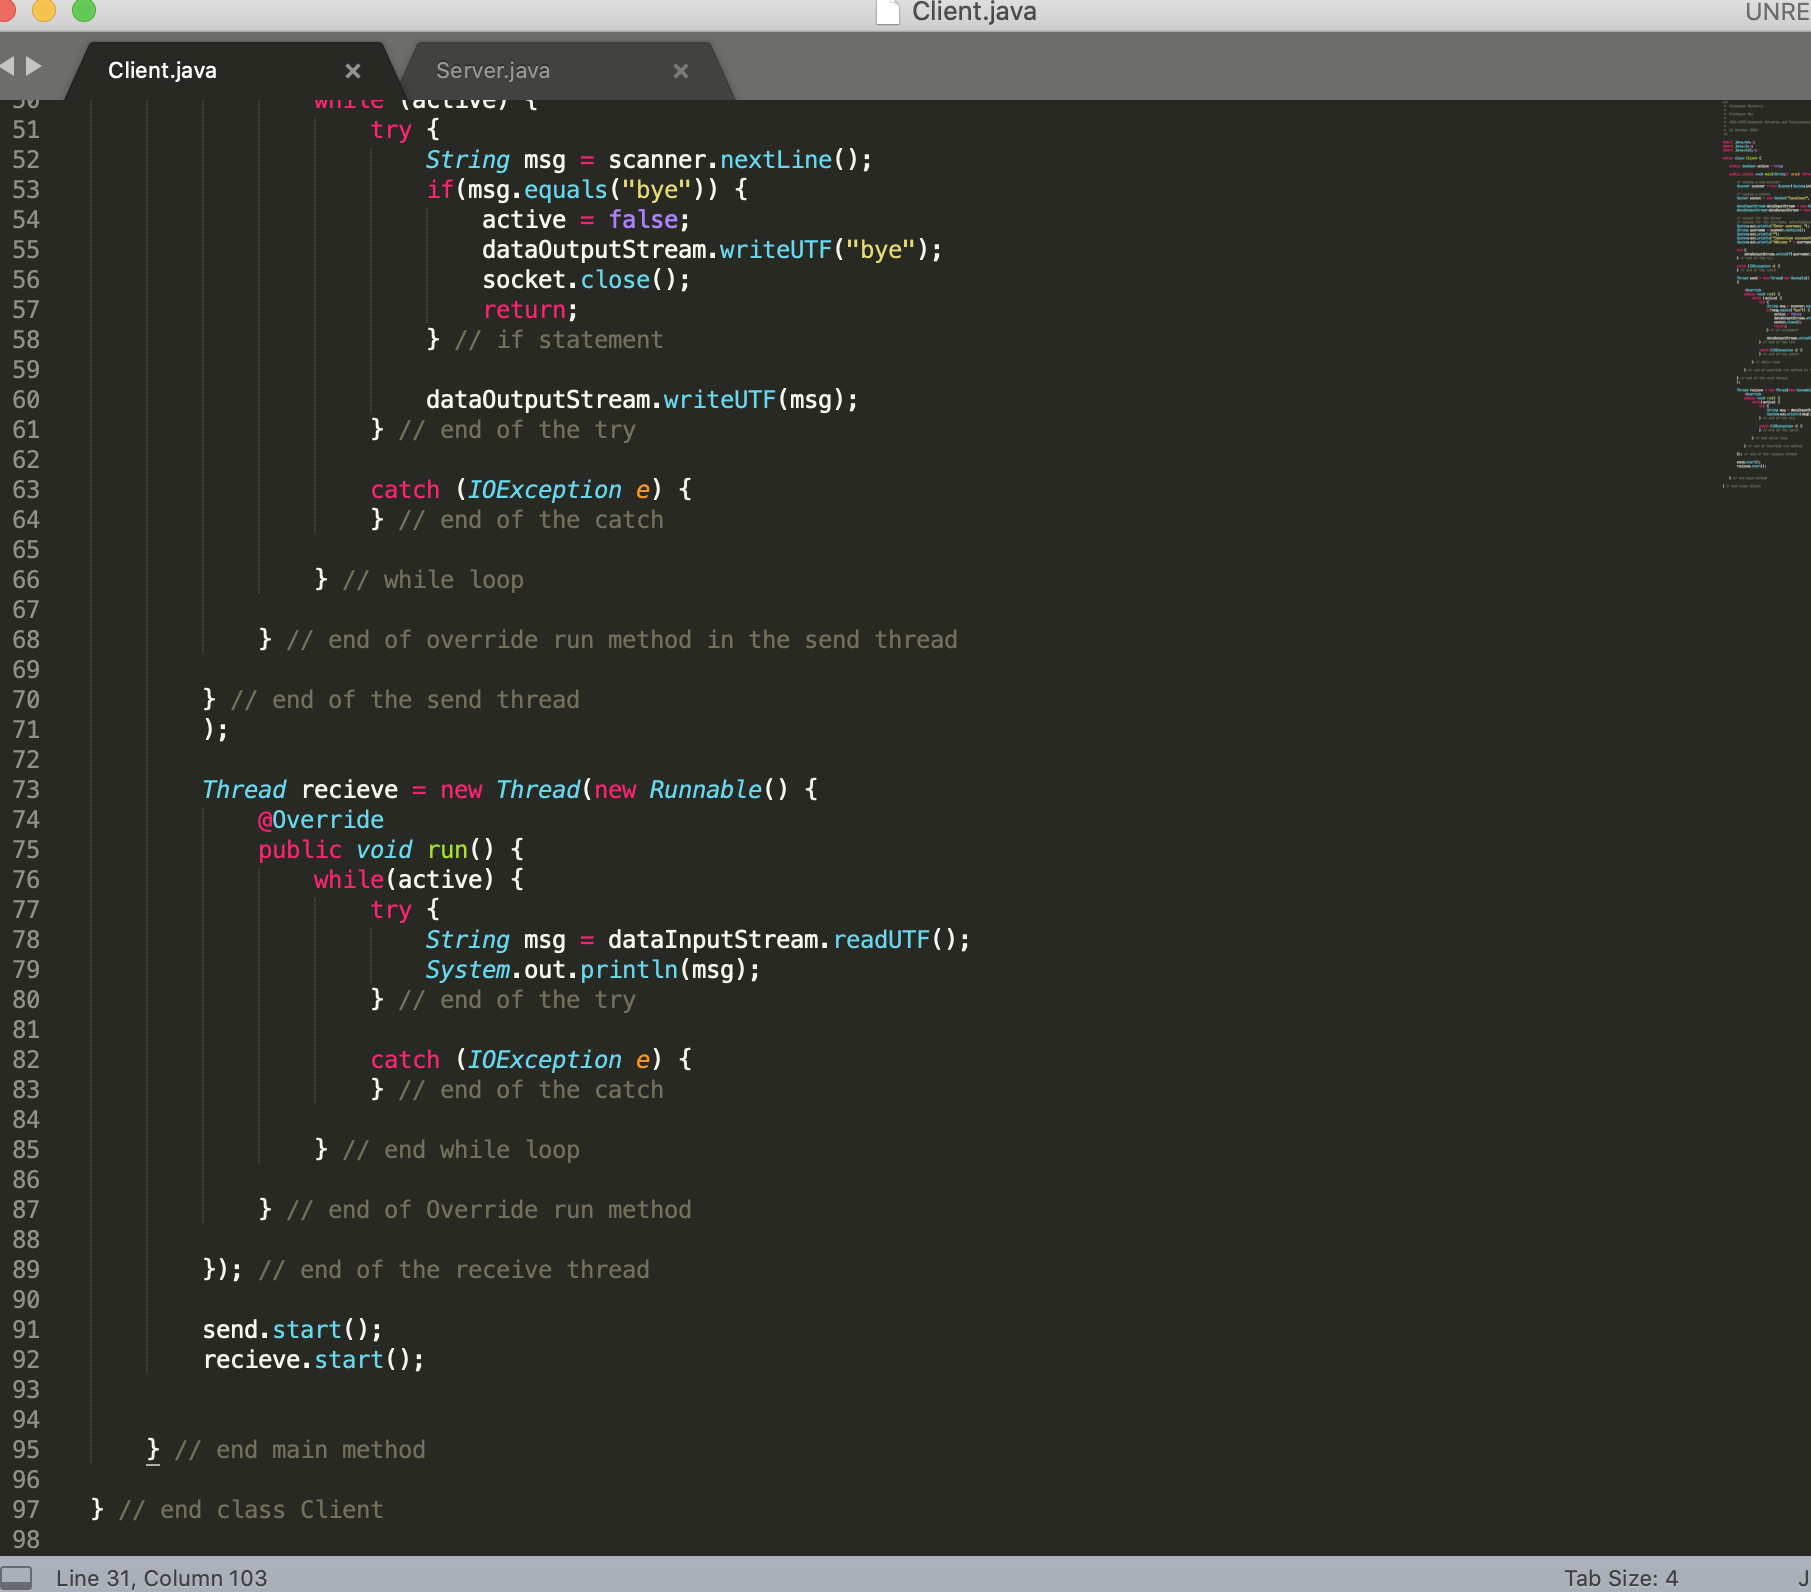 Client.java
UNRE
Client.java ×
Server.java ×
50 while (active) {
51 try {
52 String msg = scanner.nextLine();
53 if(msg.equals("bye")) {
54 active = false;
55 dataOutputStream.writeUTF("bye");
56 socket.close();
57 return;
58 } // if statement
59
60 dataOutputStream.writeUTF(msg);
61 } // end of the try
62
63 catch (IOException e) {
64 } // end of the catch
65
66 } // while loop
67
68 } // end of override run method in the send thread
69
70 } // end of the send thread
71 );
72
73 Thread recieve = new Thread(new Runnable() {
74 @Override
75 public void run() {
76 while(active) {
77 try {
78 String msg = dataInputStream.readUTF();
79 System.out.println(msg);
80 } // end of the try
81
82 catch (IOException e) {
83 } // end of the catch
84
85 } // end while loop
86
87 } // end of Override run method
88
89 }); // end of the receive thread
90
91 send.start();
92 recieve.start();
93
94
95 } // end main method
96
97 } // end class Client
98
Line 31, Column 103
Tab Size: 4
J